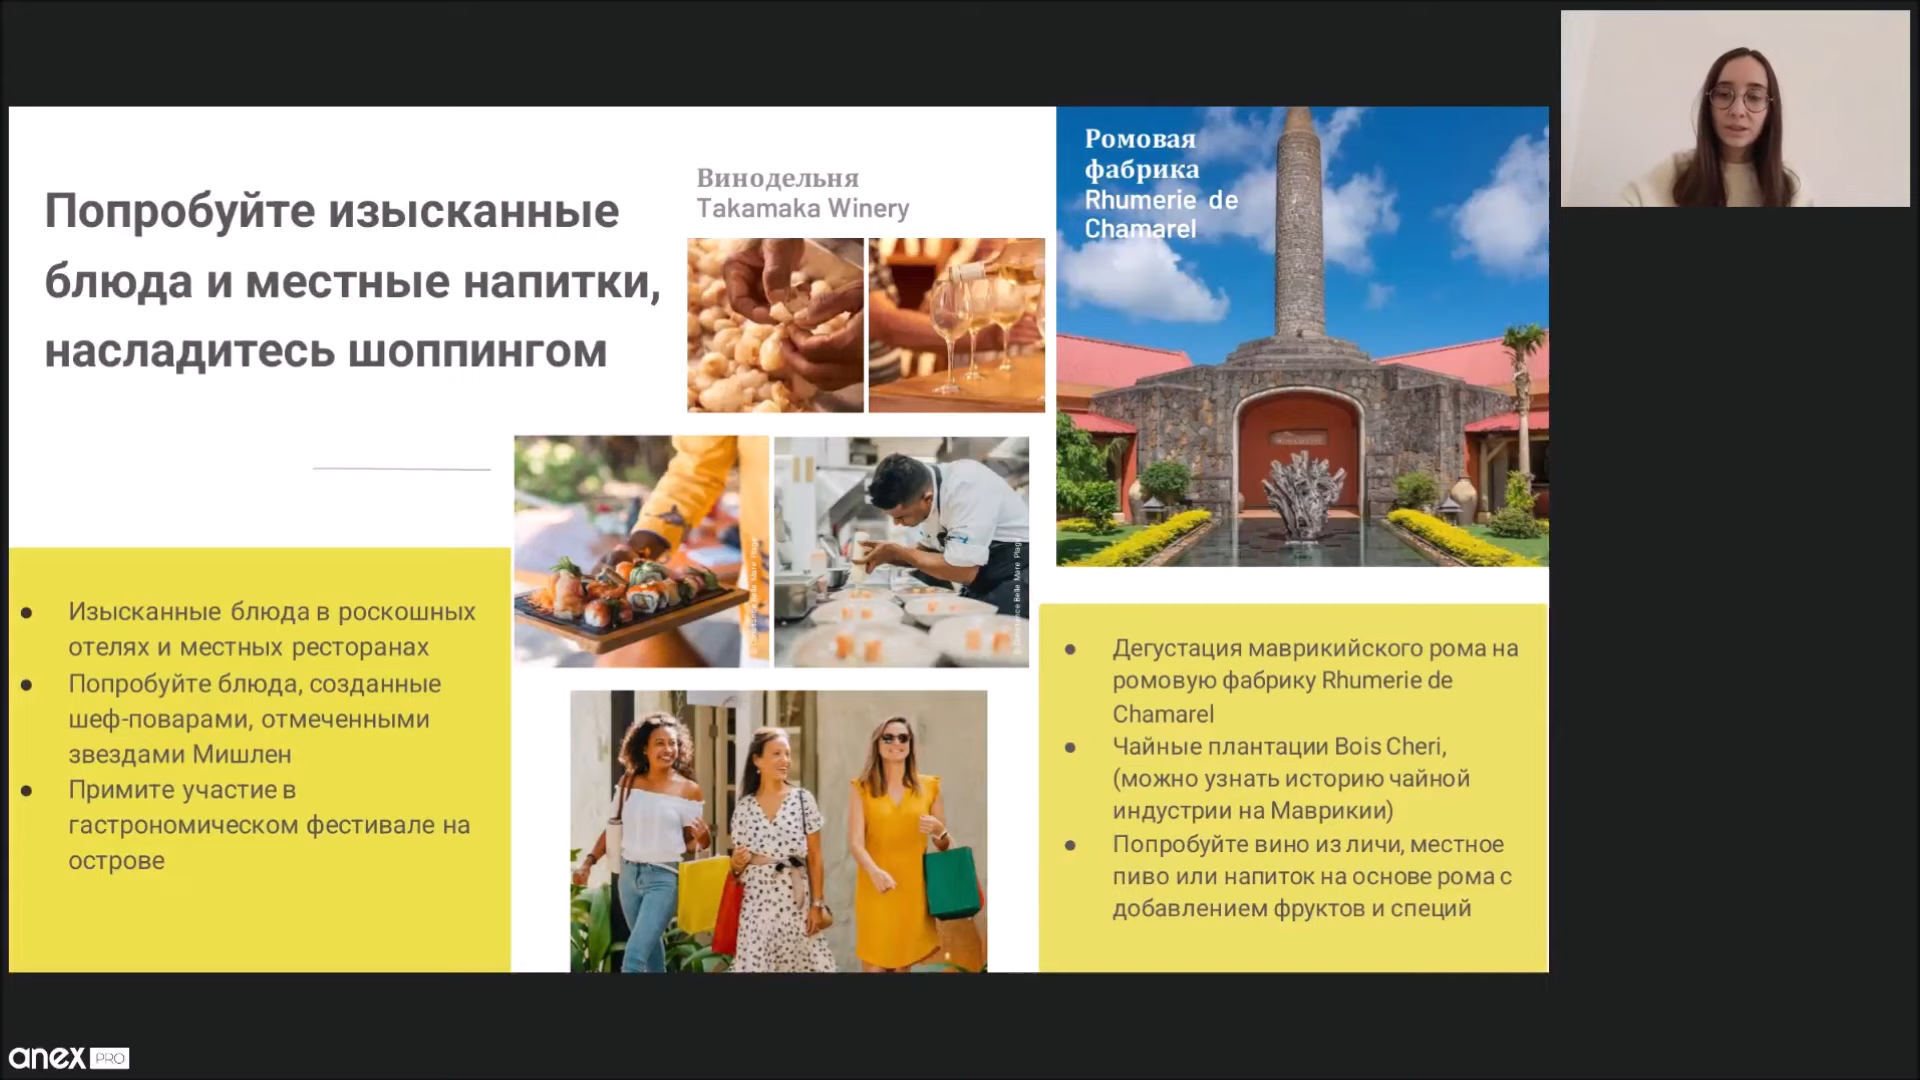 Попробуйте изысканные
блюда и местные напитки,
насладитесь шоппингом
Винодельня
Takamaka Winery
Ромовая
фабрика
Rhumerie de
Chamarel
● Изысканные блюда в роскошных
отелях и местных ресторанах
● Попробуйте блюда, созданные
шеф-поварами, отмеченными
звездами Мишлен
● Примите участие в
гастрономическом фестивале на
острове
● Дегустация маврикийского рома на
ромовую фабрику Rhumerie de
Chamarel
● Чайные плантации Bois Cheri,
(можно узнать историю чайной
индустрии на Маврикии)
● Попробуйте вино из личи, местное
пиво или напиток на основе рома с
добавлением фруктов и специй
anex PRO